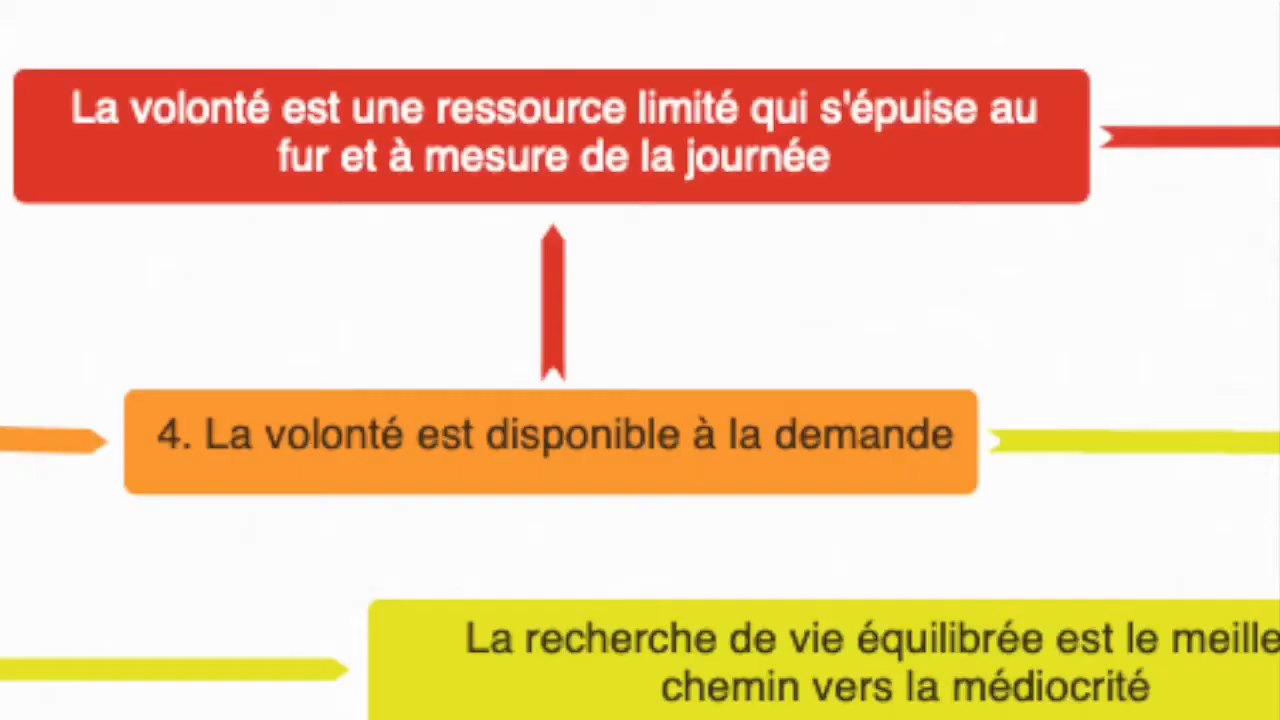 La volonté est une ressource limité qui s'épuise au
fur et à mesure de la journée
4. La volonté est disponible à la demande
La recherche de vie équilibrée est le
chemin vers la médiocrité